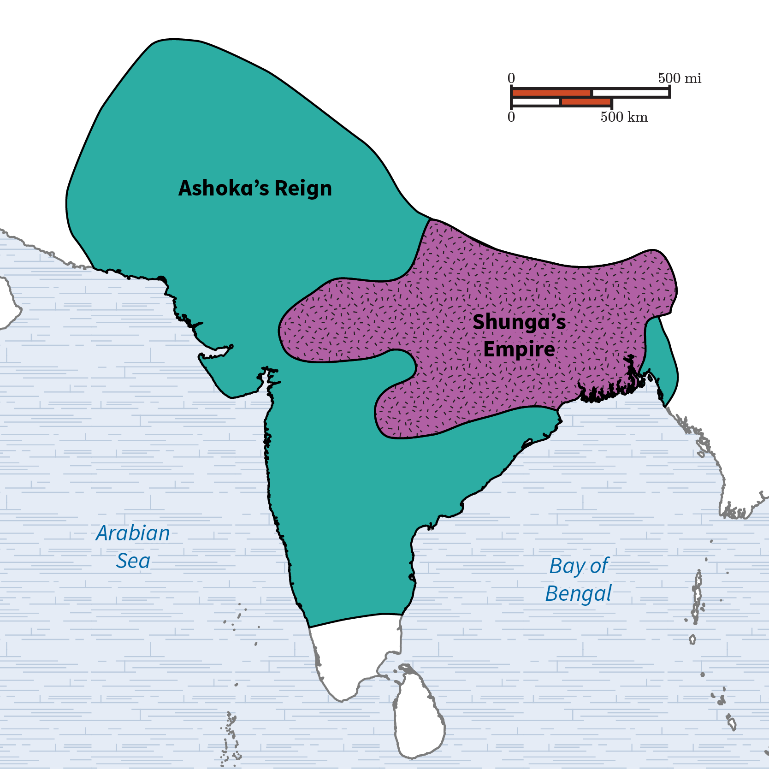 0 500 mi
0 500 km
Ashoka’s Reign
Shunga’s
Empire
Arabian
Sea
Bay of
Bengal